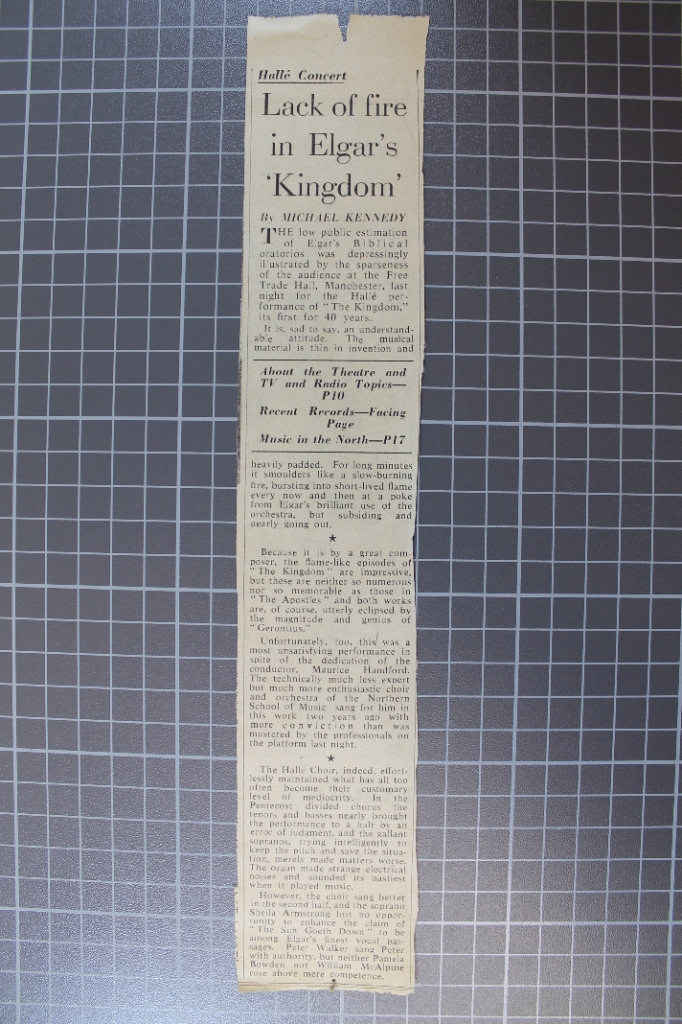 Hallé Concert
Lack of fire
in Elgar's
'Kingdom'
By MICHAEL KENNEDY
THE low public estimation
of Elgar's Biblical
oratorios was depressingly
illustrated by the sparseness
of the audience at the Free
Trade Hall, Manchester, last
night for the Hallé per-
formance of "The Kingdom,"
its first for 40 years.
It is, sad to say, an understand-
able attitude. The musical
material is thin in invention and
About the Theatre and
TV and Radio Topics—
P10
Recent Records—Facing
Page
Music in the North—P17
heavily padded. For long minutes
it smoulders like a slow-burning
fire, bursting into short-lived flame
every now and then at a poke
from Elgar's brilliant use of the
orchestra, but subsiding and
nearly going out.
★
Because it is by a great com-
poser, the flame-like episodes of
"The Kingdom" are impressive,
but these are neither so numerous
nor so memorable as those in
"The Apostles" and both works
are, of course, utterly eclipsed by
the magnitude and genius of
"Gerontius."
Unfortunately, too, this was a
most unsatisfying performance in
spite of the dedication of the
conductor, Maurice Handford.
The technically much less expert
but much more enthusiastic choir
and orchestra of the Northern
School of Music sang for him in
this work two years ago with
more conviction than was
mustered by the professionals on
the platform last night.
★
The Hallé Choir, indeed, effort-
lessly maintained what has all too
often become their customary
level of mediocrity. In the
Pentecost divided chorus the
tenors and basses nearly brought
the performance to a halt by an
error of judgment, and the gallant
sopranos, trying intelligently to
keep the pitch and save the situa-
tion, merely made matters worse.
The organ made strange electrical
noises and sounded its nastiest
when it played music.
However, the choir sang better
in the second half, and the soprano
Sheila Armstrong lost no oppor-
tunity to enhance the claim of
"The Sun Goeth Down" to be
among Elgar's finest vocal pas-
sages. Peter Walker sang Peter
with authority, but neither Pamela
Bowden nor William McAlpine
rose above mere competence.